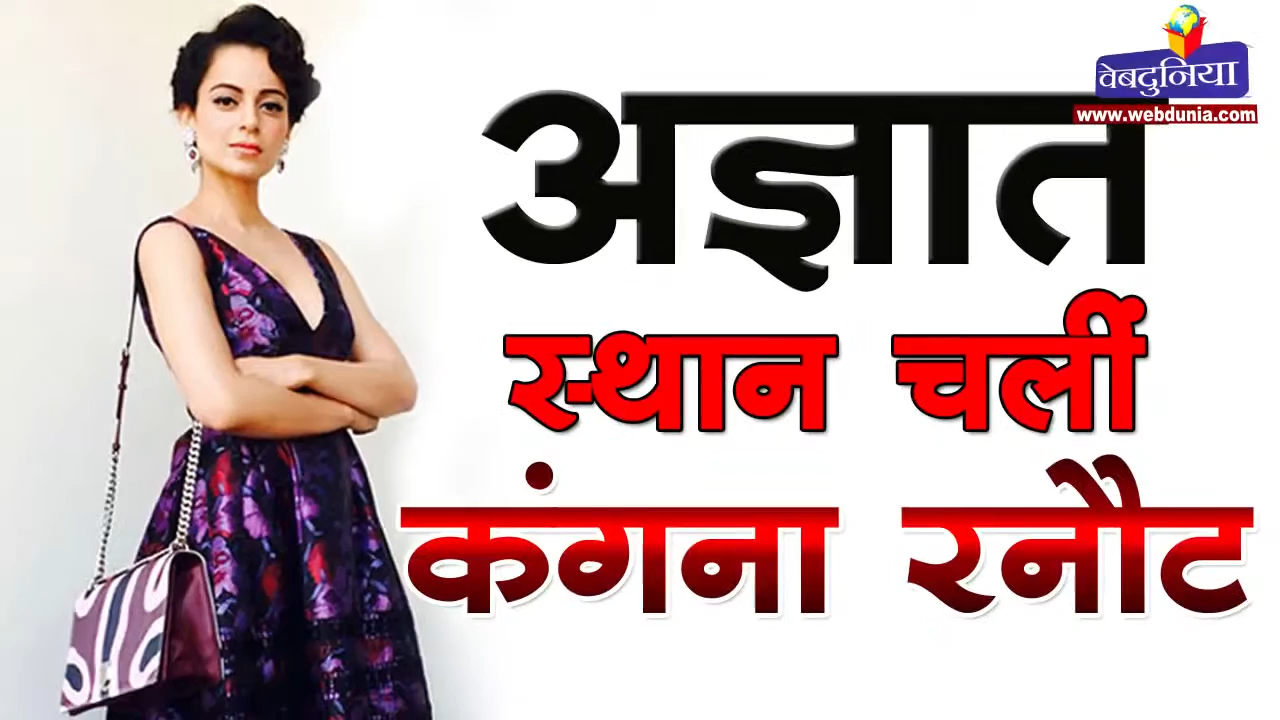 वेबदुनिया
www.webdunia.com
अज्ञात
स्थान चलीं
कंगना रनौट